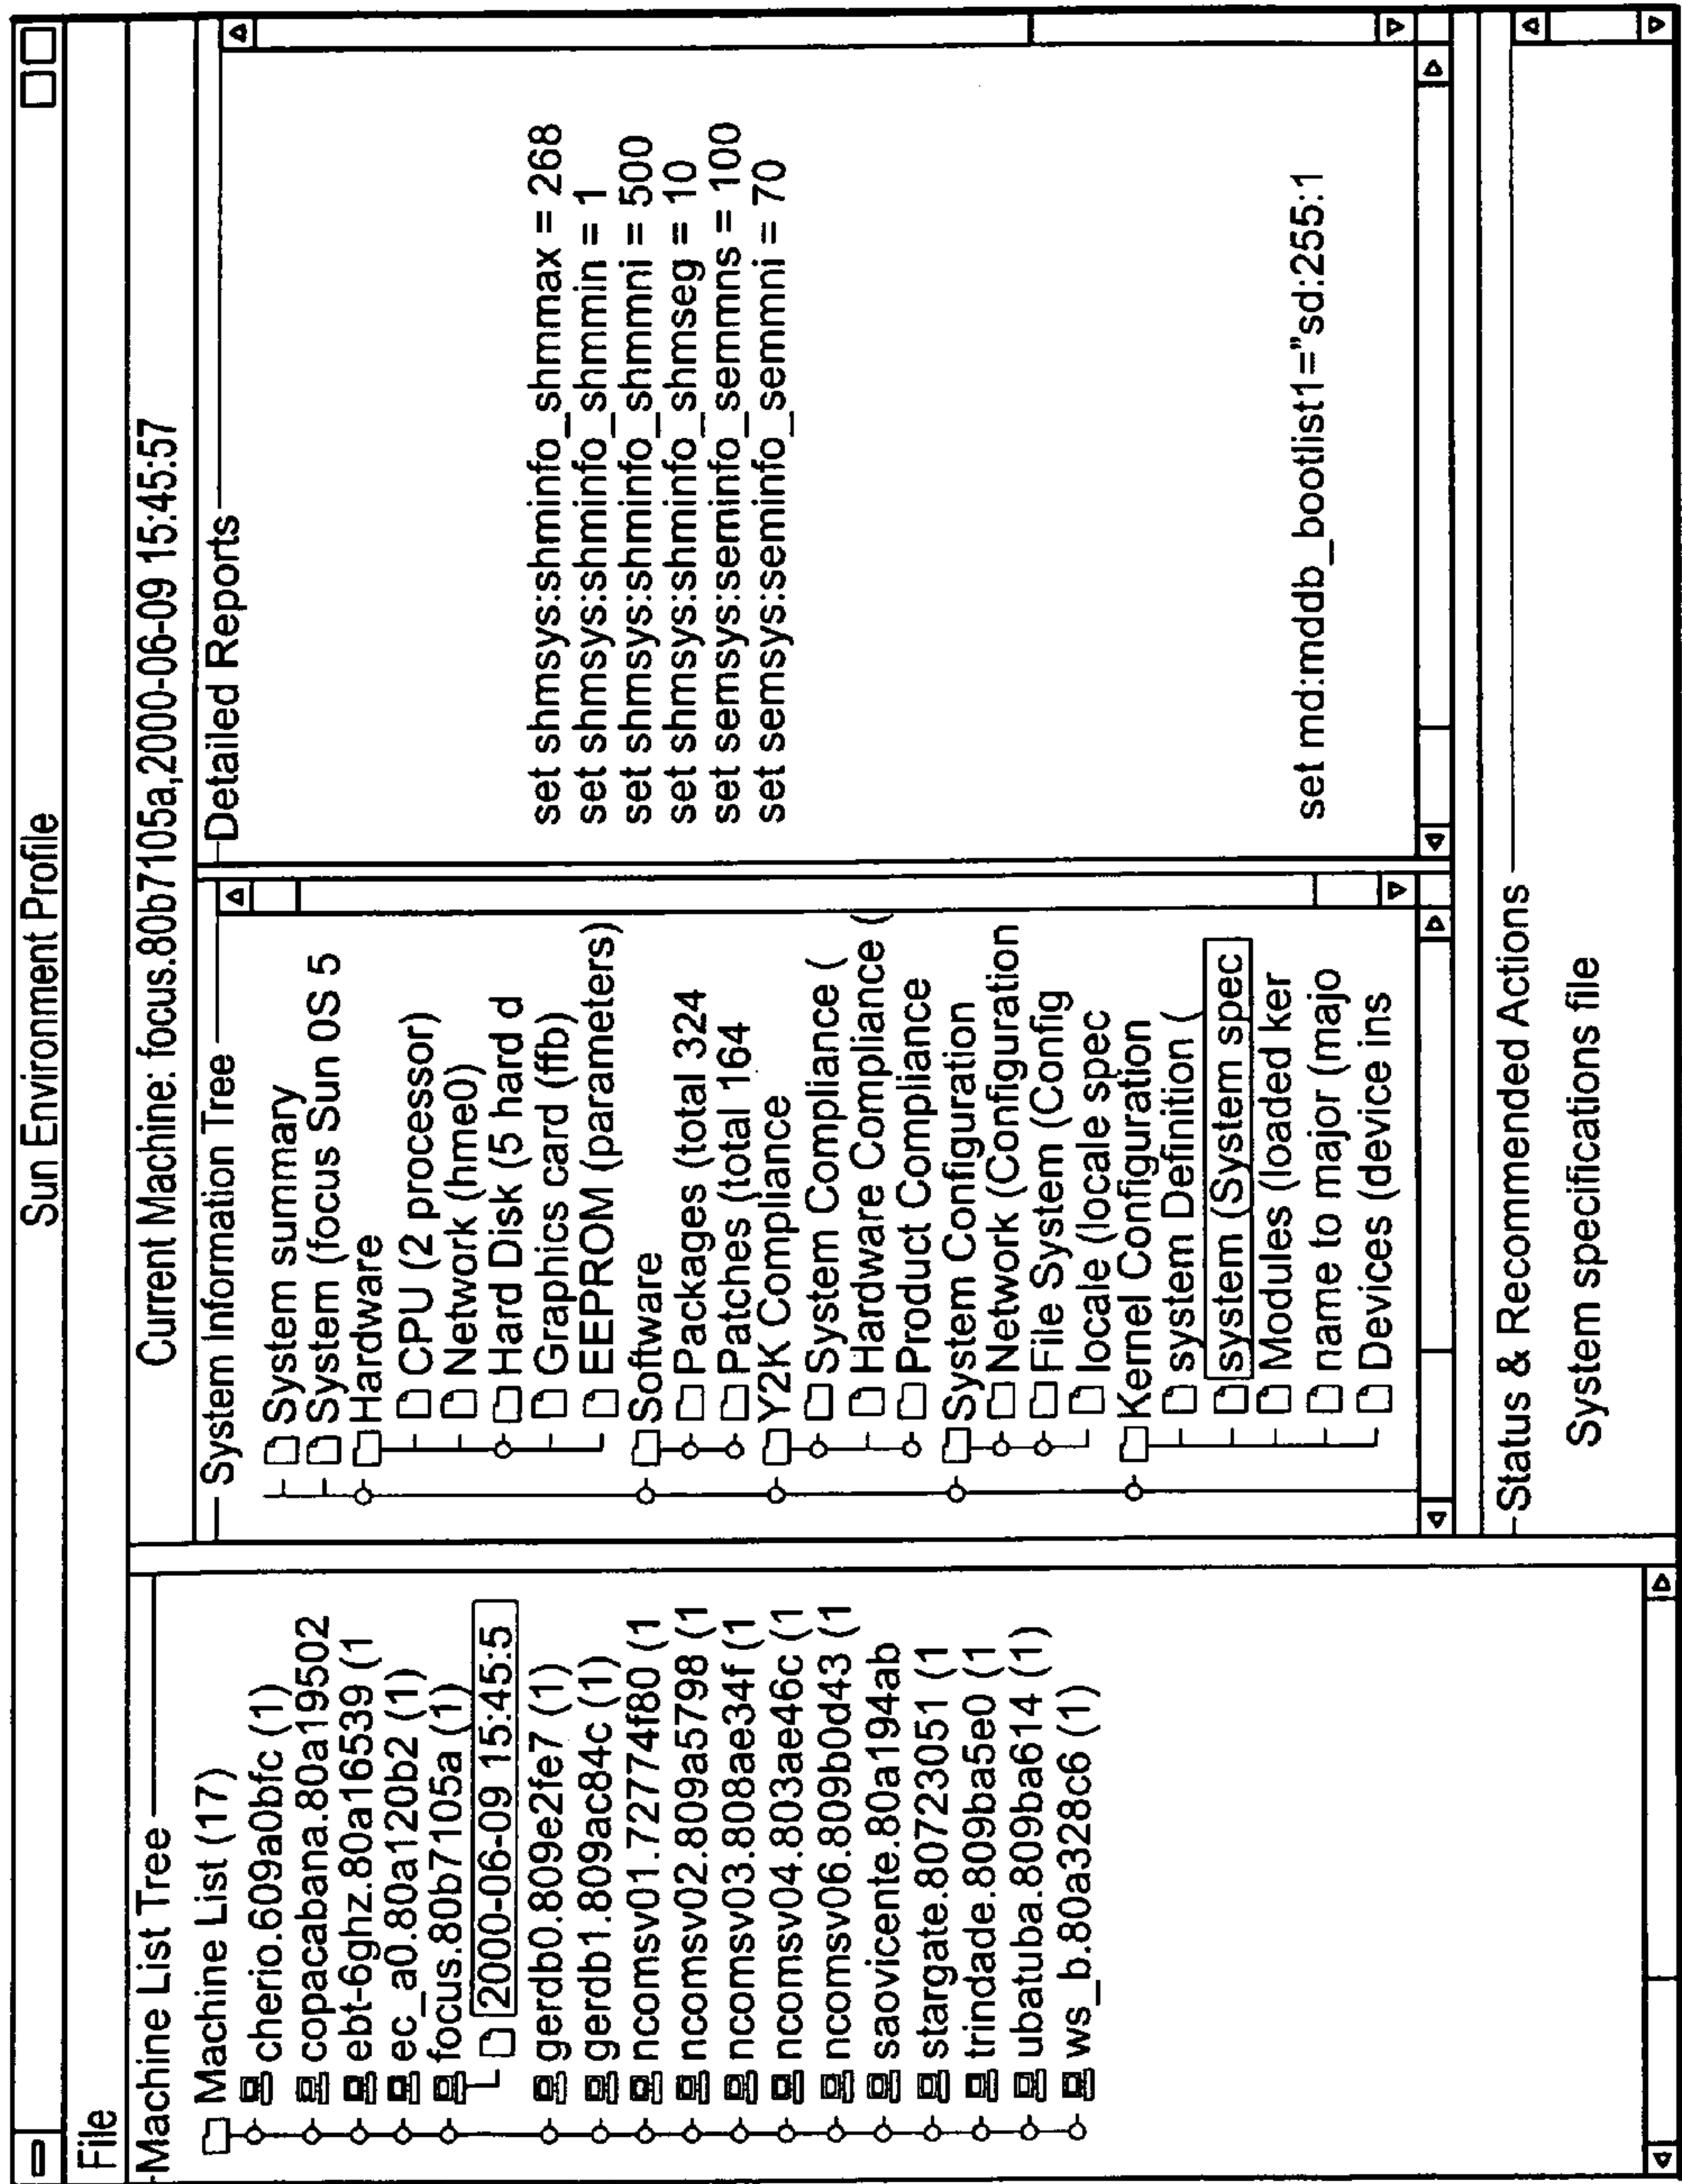 Sun Environment Profile
File
Machine List Tree
Machine List (17)
cherio.609a0bfc (1)
copacabana.80a19502
ebt-6ghz.80a16539 (1
ec_a0.80a120b2 (1)
focus.80b7105a (1)
2000-06-09 15:45:5
gerdb0.809e2fe7 (1)
gerdb1.809ac84c (1)
ncomsv01.72774f80 (1
ncomsv02.809a5798 (1
ncomsv03.808ae34f (1
ncomsv04.803ae46c (1
ncomsv06.809b0d43 (1
saovicente.80a194ab
stargate.80723051 (1
trindade.809ba5e0 (1
ubatuba.809ba614 (1)
ws_b.80a328c6 (1)
Current Machine: focus.80b7105a,2000-06-09 15:45:57
System Information Tree
System summary
System (focus Sun 0S 5
Hardware
CPU (2 processor)
Network (hme0)
Hard Disk (5 hard d
Graphics card (ffb)
EEPROM (parameters)
Software
Packages (total 324
Patches (total 164
Y2K Compliance
System Compliance (
Hardware Compliance (
Product Compliance
System Configuration
Network (Configuration
File System (Config
locale (locale spec
Kernel Configuration
system Definition (
system (System spec
Modules (loaded ker
name to major (majo
Devices (device ins
Detailed Reports
set shmsys:shminfo_shmmax = 268
set shmsys:shminfo_shmmin = 1
set shmsys:shminfo_shmmni = 500
set shmsys:shminfo_shmseg = 10
set semsys:seminfo_semmns = 100
set semsys:seminfo_semmni = 70
set md:mddb_bootlist1="sd:255:1
Status & Recommended Actions
System specifications file